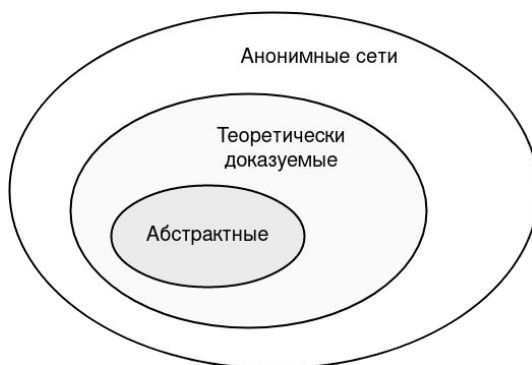 Анонимные сети
Теоретически
доказуемые
Абстрактные